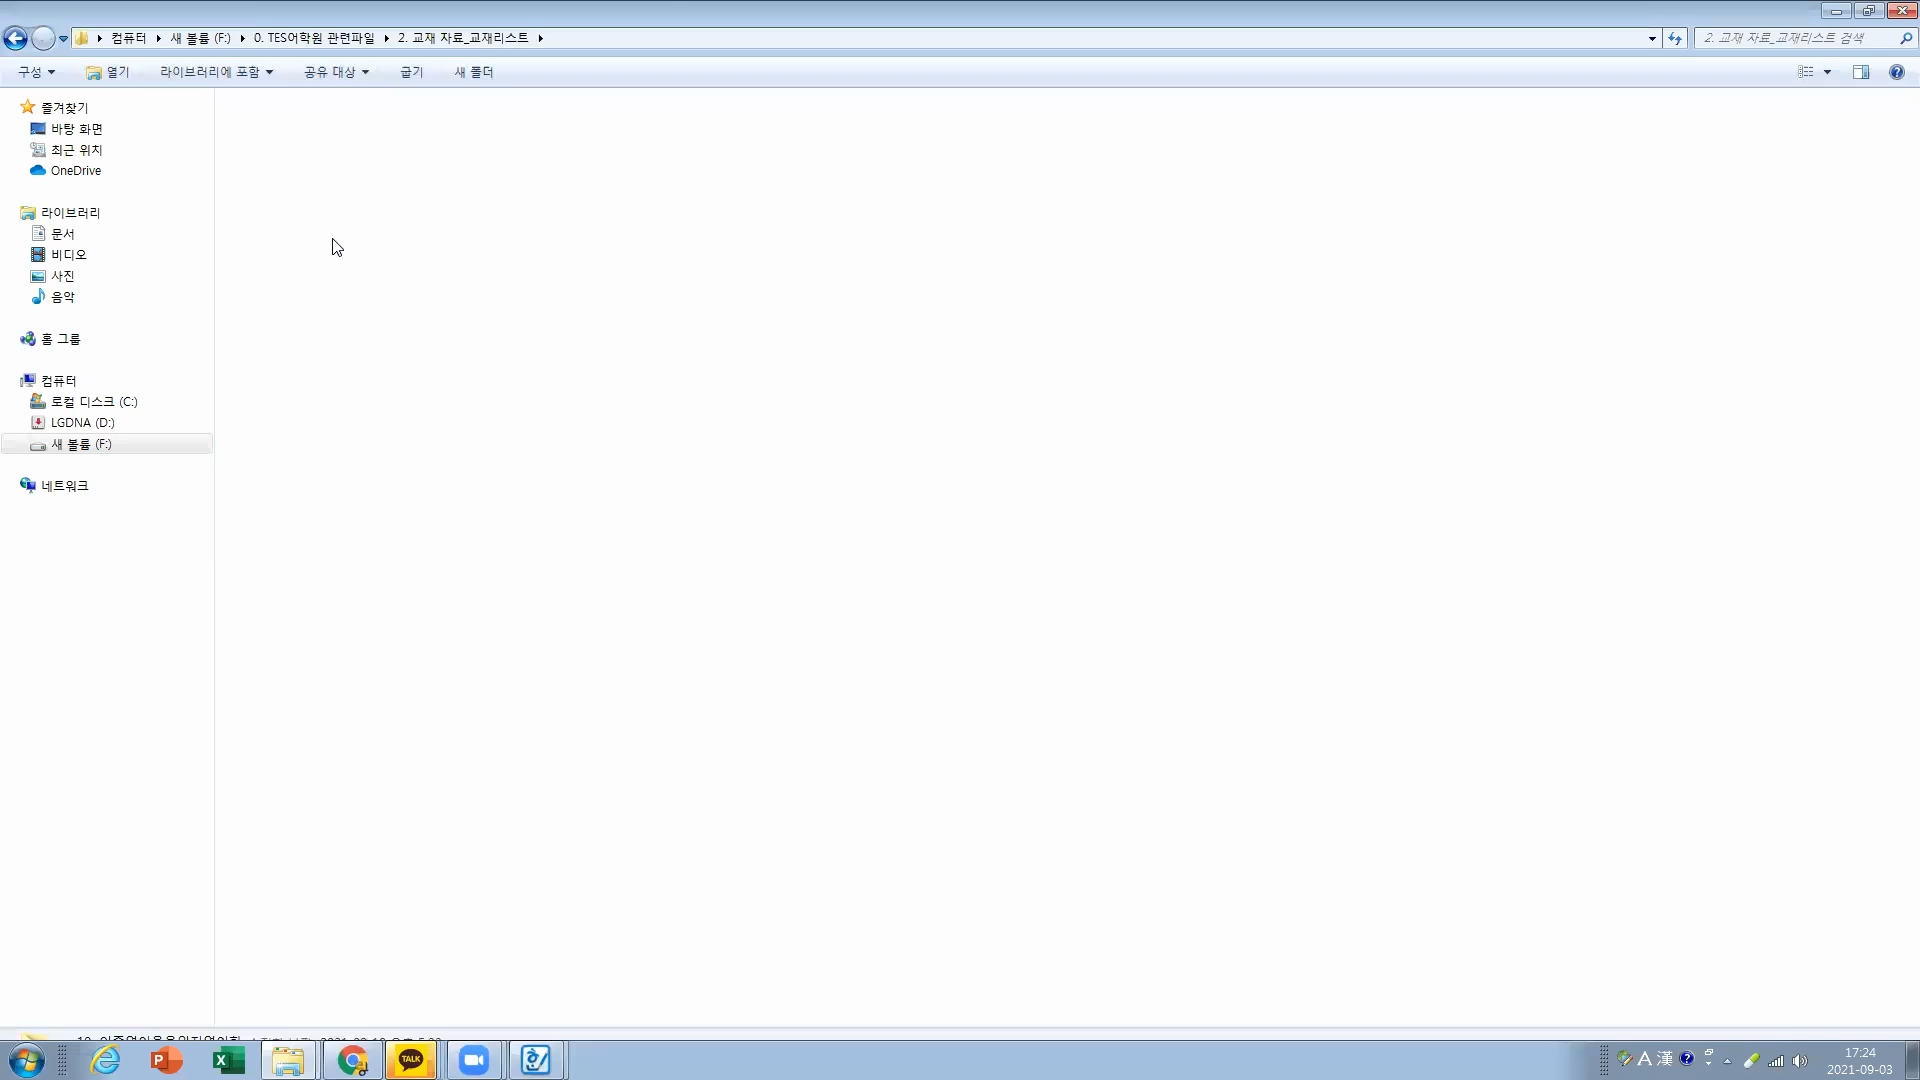 컴퓨터 새 볼륨 (F:) 0. TES어학원 관련파일 2. 교재 자료_교재리스트
2. 교재 자료_교재리스트 검색
구성 열기 라이브러리에 포함 공유 대상 굽기 새 폴더
즐겨찾기
바탕 화면
최근 위치
OneDrive
라이브러리
문서
비디오
사진
음악
홈 그룹
컴퓨터
로컬 디스크 (C:)
LGDNA (D:)
새 볼륨 (F:)
네트워크
TALK
A 漢
17:24
2021-09-03